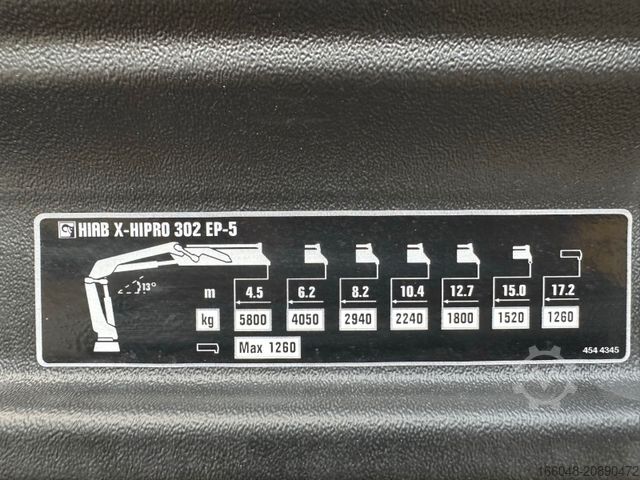 HIAB X-HIPRO 302 EP-5
13°
m 4.5 6.2 8.2 10.4 12.7 15.0 17.2
kg 5800 4050 2940 2240 1800 1520 1260
Max 1260
454 4345
166048-20890472